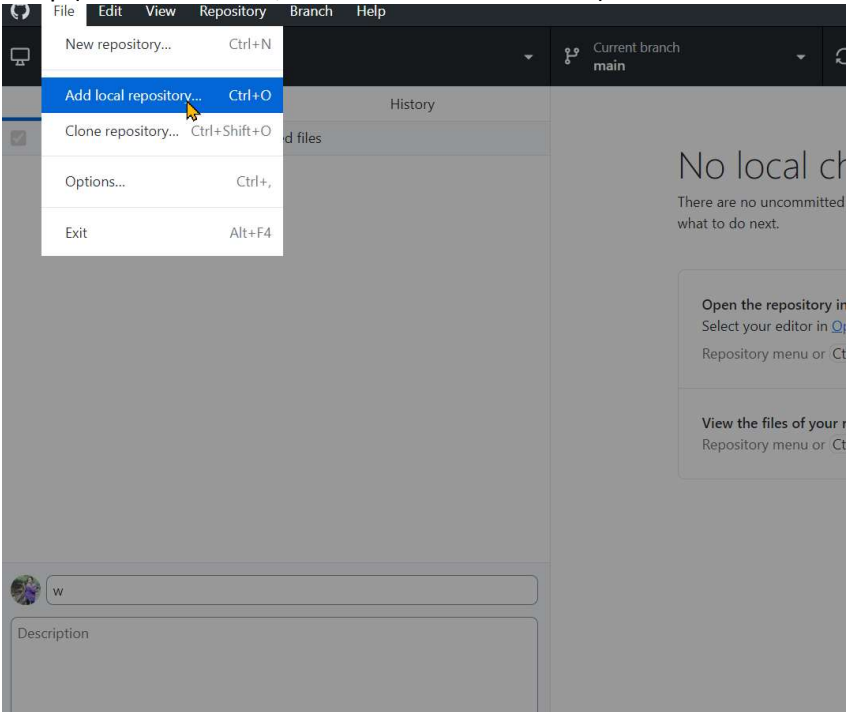 File Edit View Repository Branch Help
New repository... Ctrl+N
Current branch
main
Add local repository... Ctrl+O
History
Clone repository... Ctrl+Shift+O
d files
Options... Ctrl+,
No local ch
There are no uncommitted
what to do next.
Exit Alt+F4
Open the repository in
Select your editor in Op
Repository menu or Ct
View the files of your r
Repository menu or Ct
w
Description